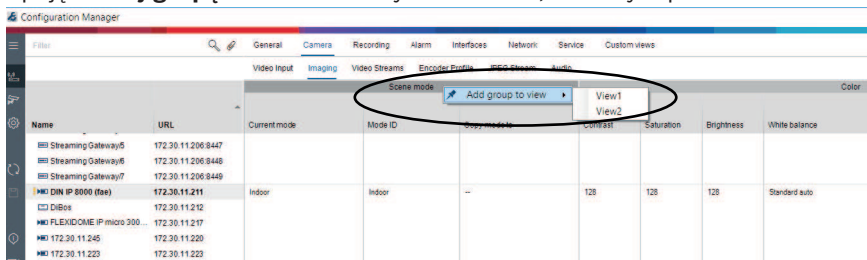 Configuration Manager
Filter General Camera Recording Alarm Interfaces Network Service Custom views
Video Input Imaging Video Streams Encoder Profile JPEG Stream Audio
Scene mode Color
Add group to view View1
View2
Name URL Current mode Mode ID Copy mode to Contrast Saturation Brightness White balance
Streaming Gateway/5 172.30.11.206:8447
Streaming Gateway/6 172.30.11.206:8448
Streaming Gateway/7 172.30.11.206:8449
DIN IP 8000 (fae) 172.30.11.211 Indoor Indoor -- 128 128 128 Standard auto
DiBos 172.30.11.212
FLEXIDOME IP micro 300... 172.30.11.217
172.30.11.245 172.30.11.220
172.30.11.223 172.30.11.223